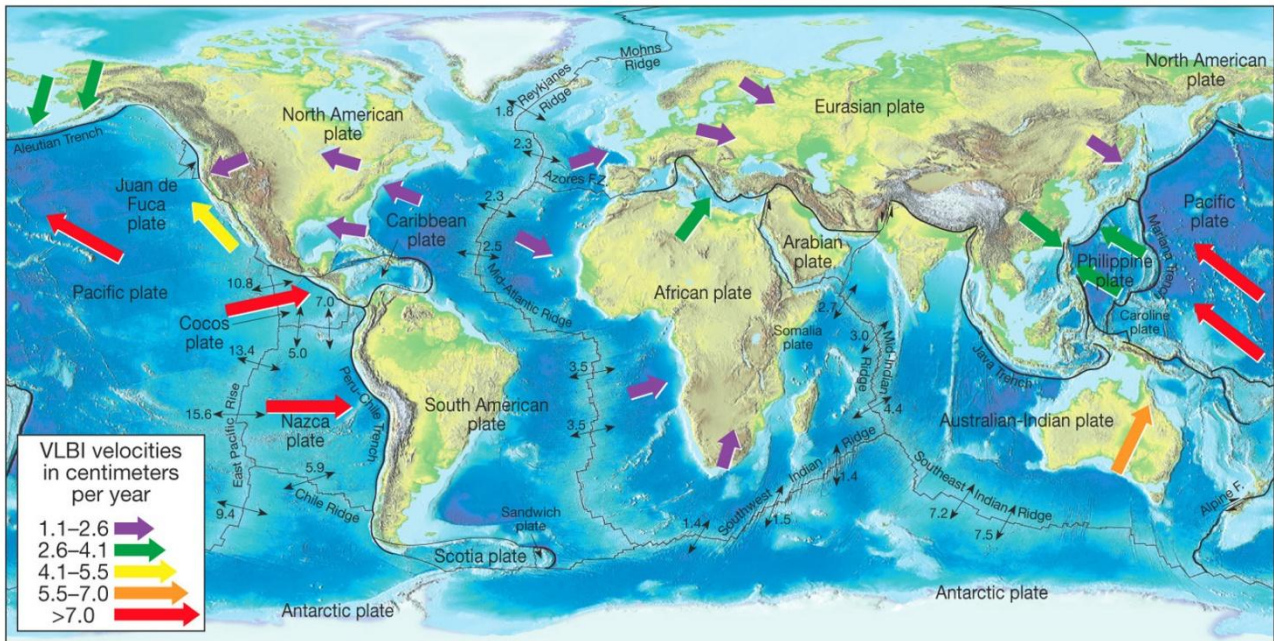 Mohns
Ridge
North American
plate
Reykjanes
Ridge
Eurasian plate
North American
plate
1.8
Aleutian Trench
2.3
Azores F.Z.
Juan de
Fuca
plate
2.3
Caribbean
plate
Pacific
plate
Arabian
plate
Philippine
plate
Mariana Trench
2.5
Mid-Atlantic Ridge
Pacific plate
10.8
7.0
African plate
2.7
Caroline
plate
Cocos
plate
5.0
Somalia
plate
3.0
Mid-Indian
Ridge
Java Trench
13.4
3.5
East Pacific Rise
Peru-Chile Trench
15.6
Nazca
plate
South American
plate
3.5
4.4
Australian-Indian plate
5.9
Chile Ridge
9.4
Southwest Indian Ridge
1.4
1.5
1.4
Southeast Indian Ridge
7.2
7.5
Alpine F.
Sandwich
plate
Scotia plate
Antarctic plate
Antarctic plate
VLBI velocities
in centimeters
per year
1.1–2.6
2.6–4.1
4.1–5.5
5.5–7.0
>7.0